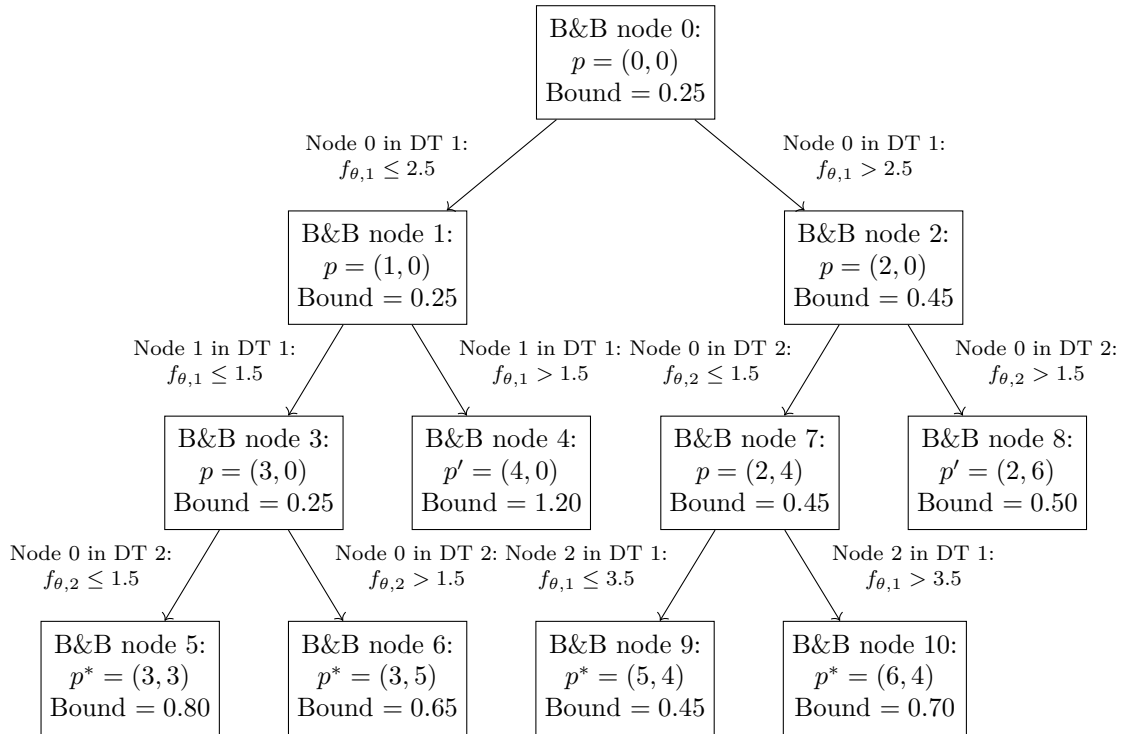 B&B node 0:
p = (0, 0)
Bound = 0.25
Node 0 in DT 1:
f_{θ,1} ≤ 2.5
Node 0 in DT 1:
f_{θ,1} > 2.5
B&B node 1:
p = (1, 0)
Bound = 0.25
B&B node 2:
p = (2, 0)
Bound = 0.45
Node 1 in DT 1:
f_{θ,1} ≤ 1.5
Node 1 in DT 1:
f_{θ,1} > 1.5
Node 0 in DT 2:
f_{θ,2} ≤ 1.5
Node 0 in DT 2:
f_{θ,2} > 1.5
B&B node 3:
p = (3, 0)
Bound = 0.25
B&B node 4:
p′ = (4, 0)
Bound = 1.20
B&B node 7:
p = (2, 4)
Bound = 0.45
B&B node 8:
p′ = (2, 6)
Bound = 0.50
Node 0 in DT 2:
f_{θ,2} ≤ 1.5
Node 0 in DT 2:
f_{θ,2} > 1.5
Node 2 in DT 1:
f_{θ,1} ≤ 3.5
Node 2 in DT 1:
f_{θ,1} > 3.5
B&B node 5:
p* = (3, 3)
Bound = 0.80
B&B node 6:
p* = (3, 5)
Bound = 0.65
B&B node 9:
p* = (5, 4)
Bound = 0.45
B&B node 10:
p* = (6, 4)
Bound = 0.70